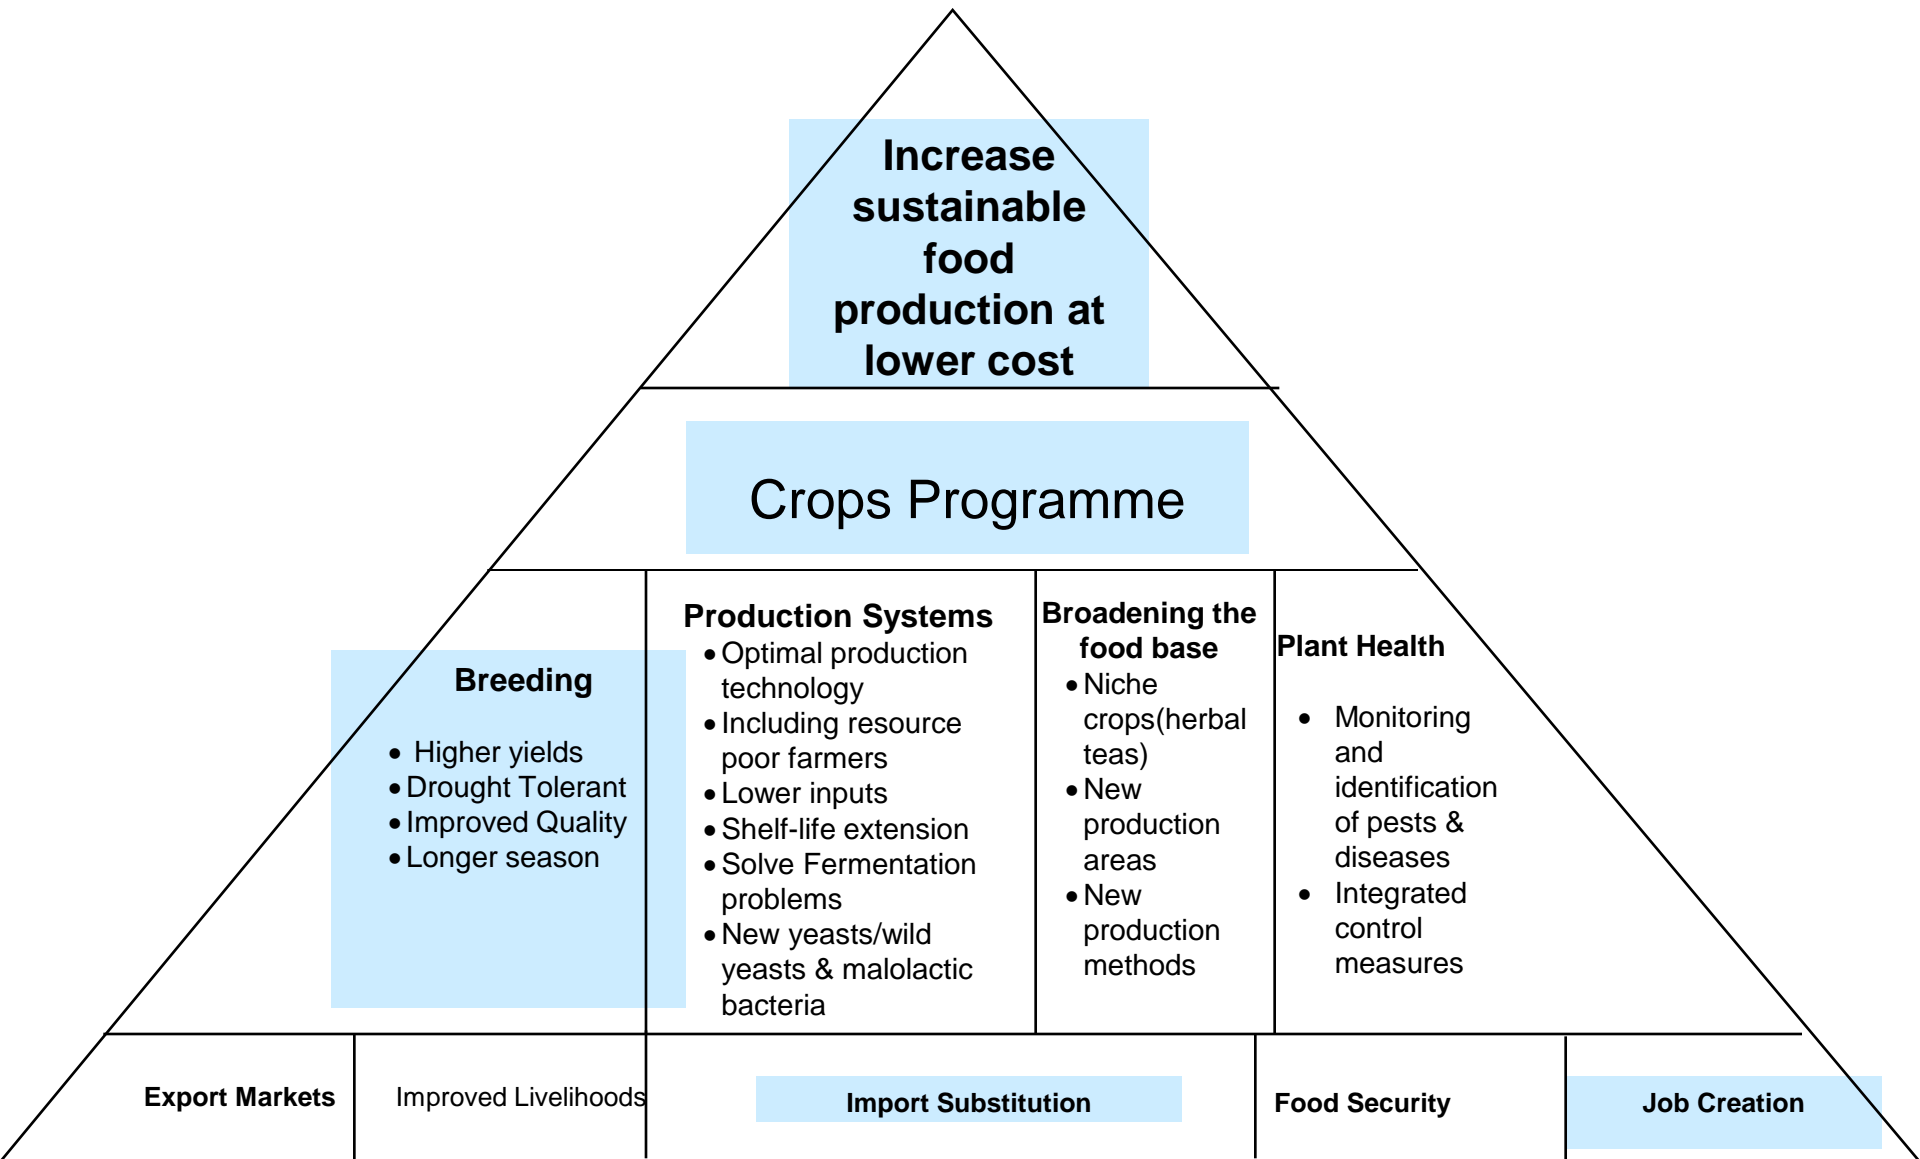 Increase
sustainable
food
production at
lower cost
Crops Programme
Breeding
• Higher yields
• Drought Tolerant
• Improved Quality
• Longer season
Production Systems
• Optimal production
technology
• Including resource
poor farmers
• Lower inputs
• Shelf-life extension
• Solve Fermentation
problems
• New yeasts/wild
yeasts & malolactic
bacteria
Broadening the
food base
• Niche
crops(herbal
teas)
• New
production
areas
• New
production
methods
Plant Health
• Monitoring
and
identification
of pests &
diseases
• Integrated
control
measures
Export Markets
Improved Livelihoods
Import Substitution
Food Security
Job Creation